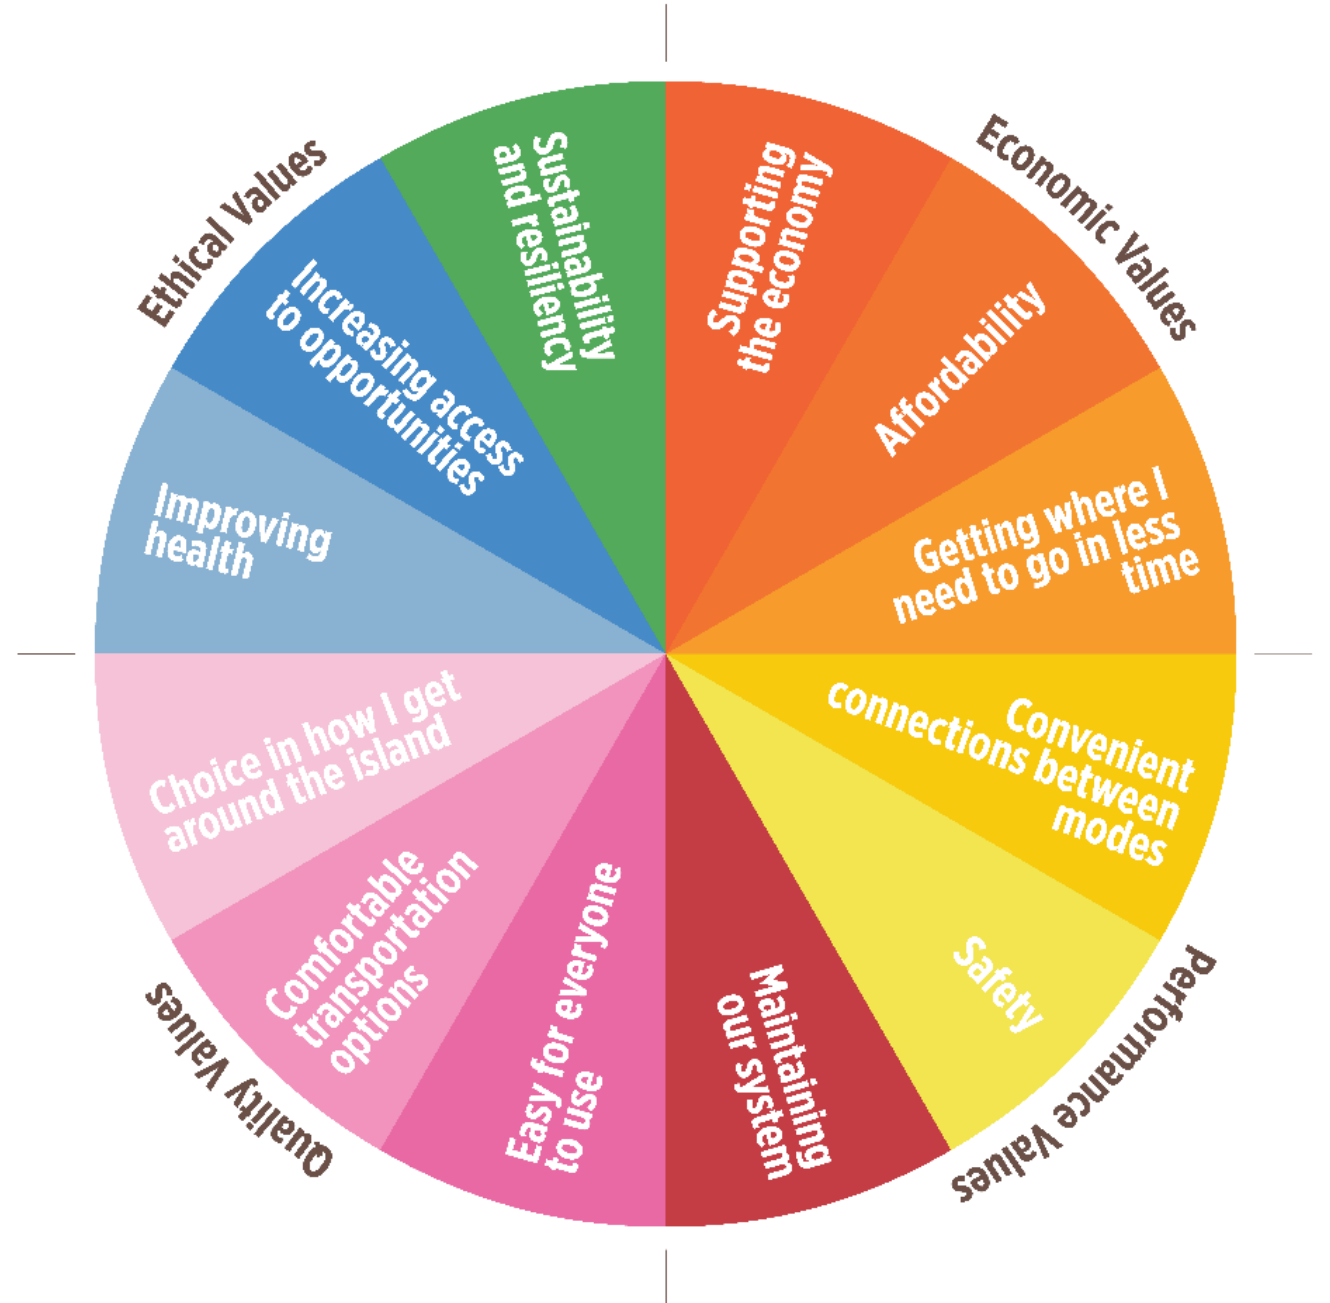 Economic Values
Supporting
the economy
Affordability
Getting where I
need to go in less
time
Performance Values
Convenient
connections between
modes
Safety
Maintaining
our system
Quality Values
Easy for everyone
to use
Comfortable
transportation
options
Choice in how I get
around the island
Ethical Values
Improving
health
Increasing access
to opportunities
Sustainability
and resiliency